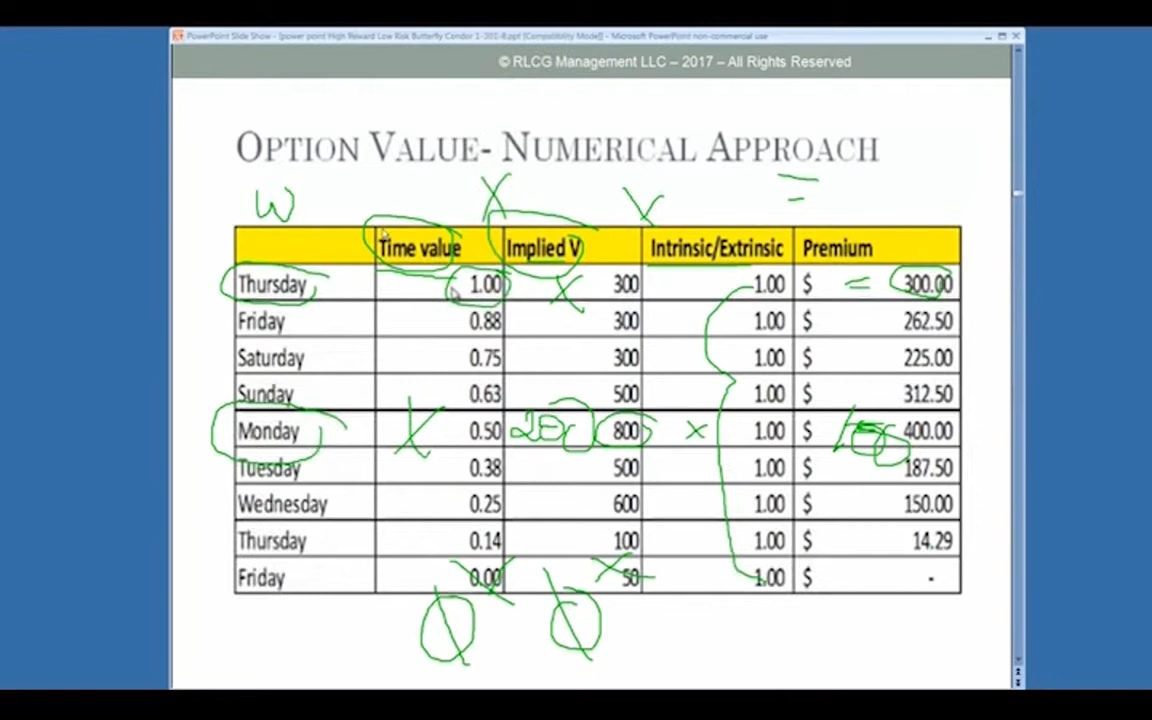 PowerPoint Slide Show - [power point High Reward Low Risk Butterfly Condor 1-201-8.ppt [Compatibility Mode]] - Microsoft PowerPoint non-commercial use
© RLCG Management LLC – 2017 – All Rights Reserved
OPTION VALUE- NUMERICAL APPROACH
W X X =
Time value Implied V Intrinsic/Extrinsic Premium
Thursday 1.00 X 300 1.00 $ = 300.00
Friday 0.88 300 1.00 $ 262.50
Saturday 0.75 300 1.00 $ 225.00
Sunday 0.63 500 1.00 $ 312.50
Monday X 0.50 200 800 x 1.00 $ 400.00
Tuesday 0.38 500 1.00 $ 187.50
Wednesday 0.25 600 1.00 $ 150.00
Thursday 0.14 100 1.00 $ 14.29
Friday 0.00 50 1.00 $ -